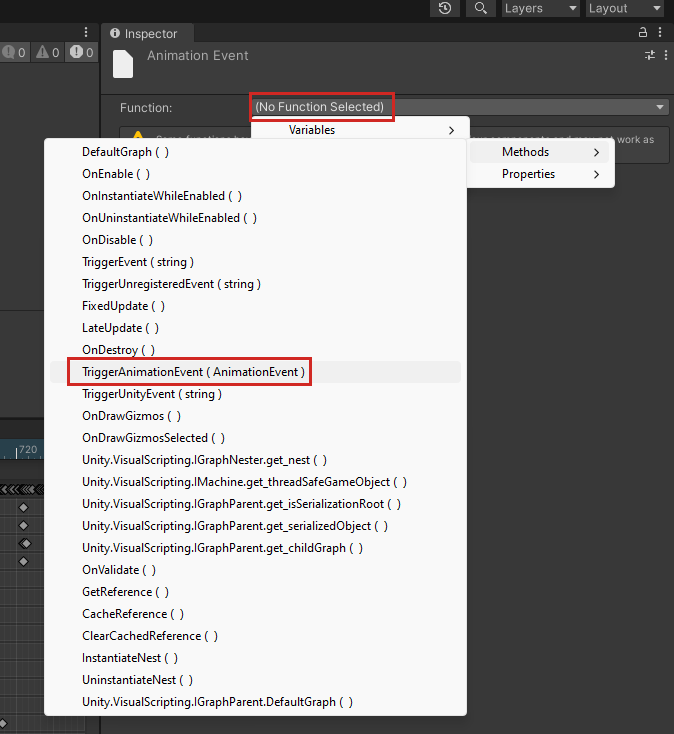 Layers
Layout
0
0
0
Inspector
Animation Event
Function:
(No Function Selected)
Variables
work as
Methods
Properties
DefaultGraph ( )
OnEnable ( )
OnInstantiateWhileEnabled ( )
OnUninstantiateWhileEnabled ( )
OnDisable ( )
TriggerEvent ( string )
TriggerUnregisteredEvent ( string )
FixedUpdate ( )
LateUpdate ( )
OnDestroy ( )
TriggerAnimationEvent ( AnimationEvent )
TriggerUnityEvent ( string )
OnDrawGizmos ( )
OnDrawGizmosSelected ( )
Unity.VisualScripting.IGraphNester.get_nest ( )
Unity.VisualScripting.IMachine.get_threadSafeGameObject ( )
Unity.VisualScripting.IGraphParent.get_isSerializationRoot ( )
Unity.VisualScripting.IGraphParent.get_serializedObject ( )
Unity.VisualScripting.IGraphParent.get_childGraph ( )
OnValidate ( )
GetReference ( )
CacheReference ( )
ClearCachedReference ( )
InstantiateNest ( )
UninstantiateNest ( )
Unity.VisualScripting.IGraphParent.DefaultGraph ( )
720